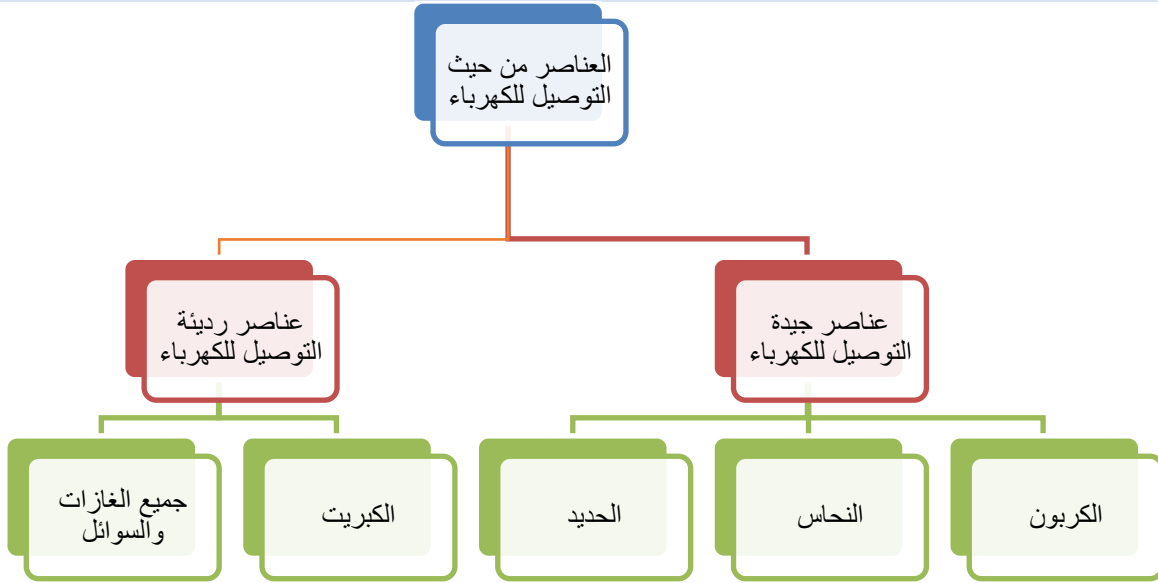 العناصر من حيث
التوصيل للكهرباء
عناصر جيدة
التوصيل للكهرباء
عناصر رديئة
التوصيل للكهرباء
الكربون
النحاس
الحديد
الكبريت
جميع الغازات
والسوائل